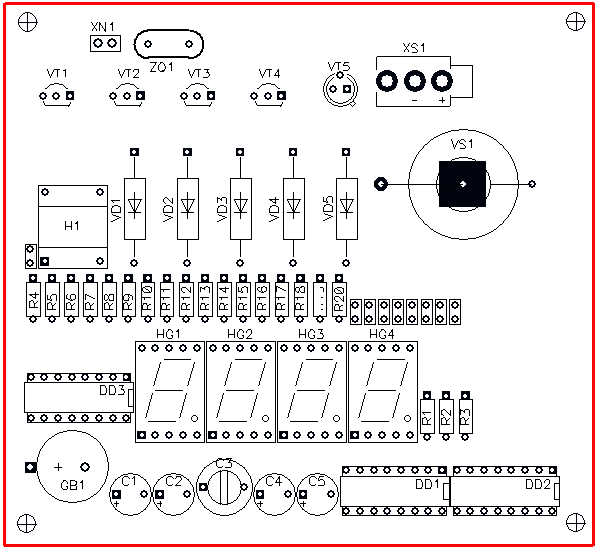 XN1
ZQ1
XS1
- +
VT1 VT2 VT3 VT4 VT5
VS1
H1
VD1 VD2 VD3 VD4 VD5
R4 R5 R6 R7 R8 R9 R10 R11 R12 R13 R14 R15 R16 R17 R18 ... R20
HG1 HG2 HG3 HG4
DD3
R1 R2 R3
+
GB1
C1 C2 C3 C4 C5
+ + + +
DD1 DD2